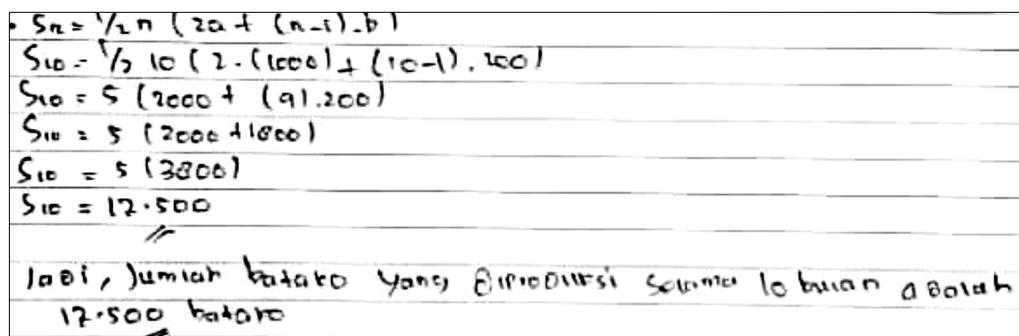 • Sn = 1/2 n (2a + (n-1).b)
S10 = 1/2 10 (2.(1000) + (10-1).200)
S10 = 5 (2000 + (9).200)
S10 = 5 (2000 + 1800)
S10 = 5 (3800)
S10 = 17.500
Jadi, Jumlah batako yang diproduksi selama 10 bulan adalah
17.500 batako